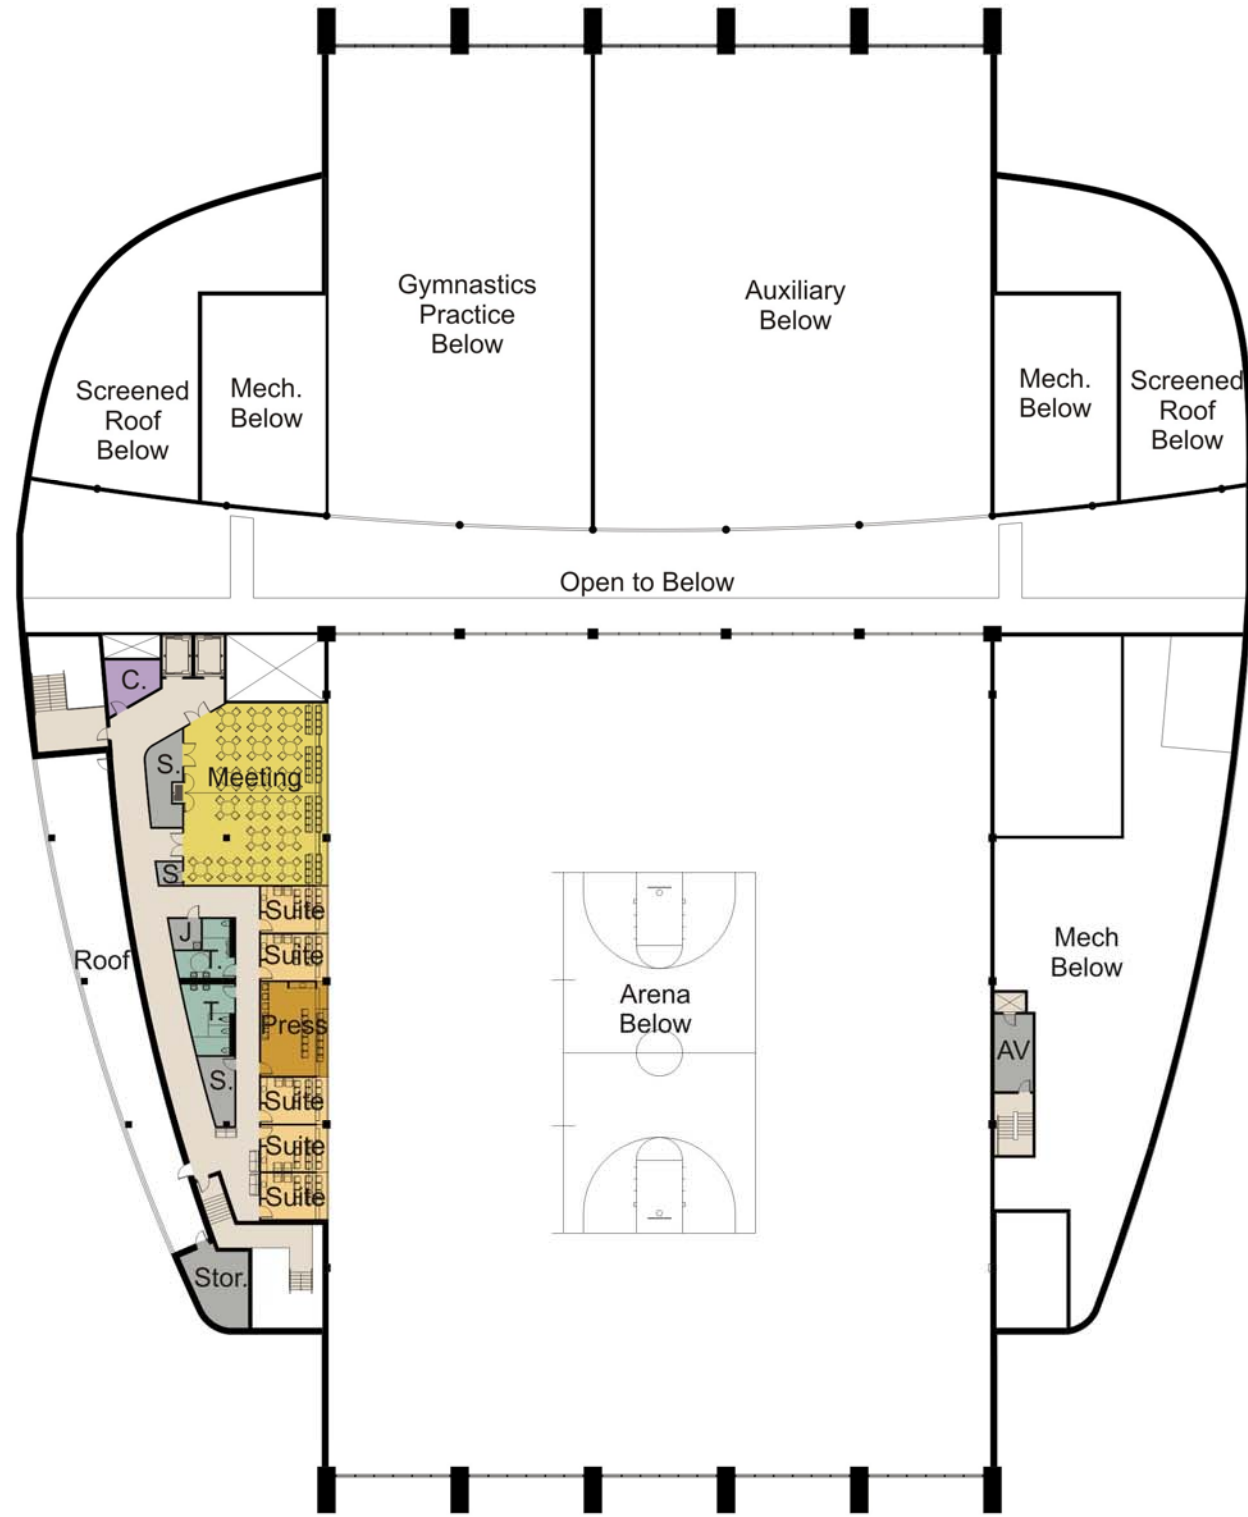 Gymnastics
Practice
Below
Auxiliary
Below
Screened
Roof
Below
Mech.
Below
Mech.
Below
Screened
Roof
Below
Open to Below
C.
S.
Meeting
S
Suite
J
T.
Suite
Roof
T.
Press
S.
Suite
Suite
Suite
Stor.
Arena
Below
Mech
Below
AV